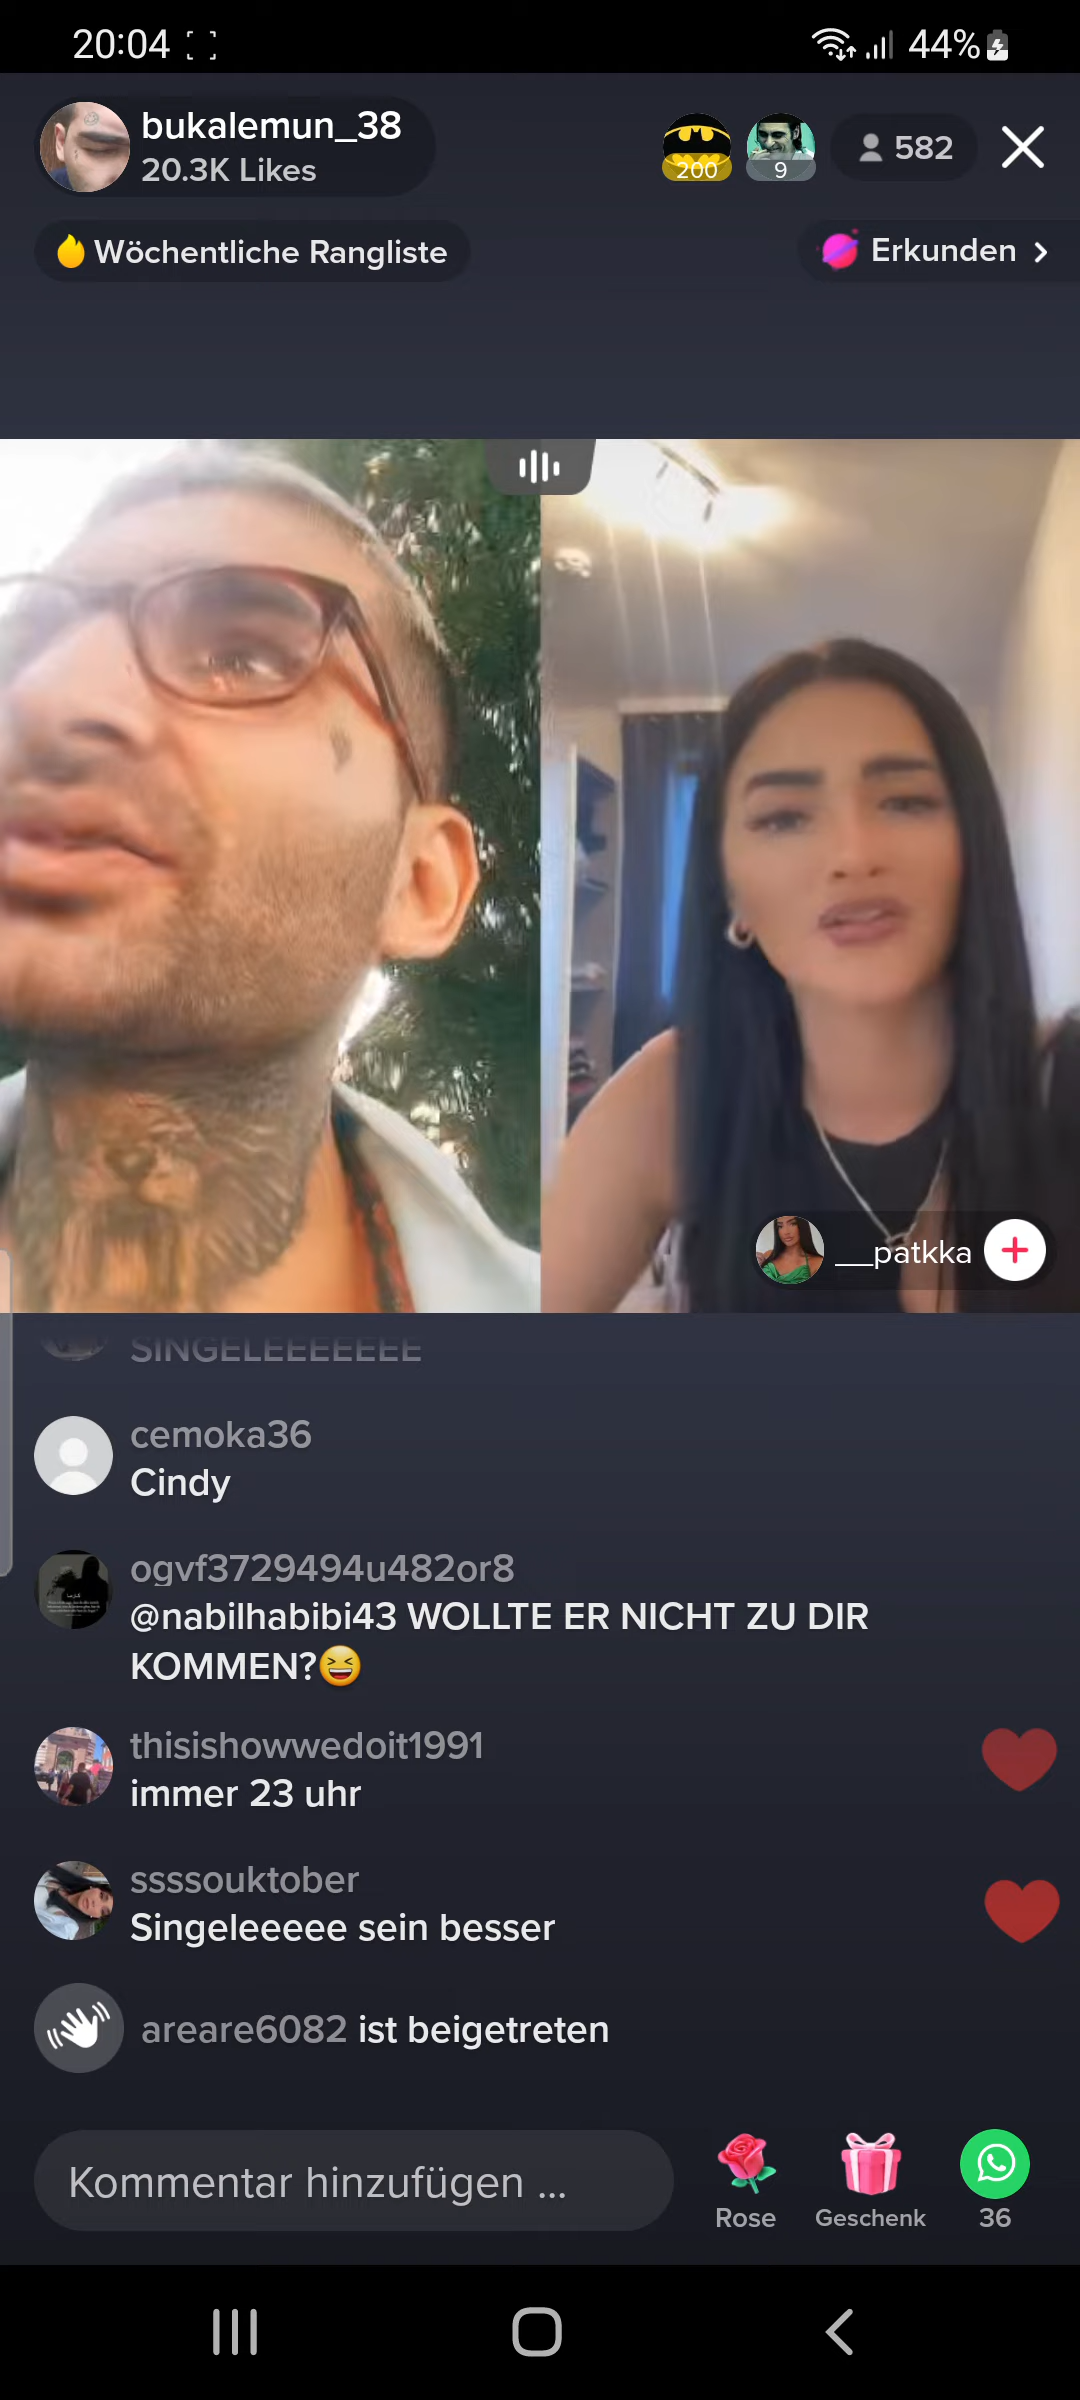 20:04
44%
bukalemun_38
20.3K Likes
200
9
582
Wöchentliche Rangliste
Erkunden
__patkka
SINGELEEEEEEE
cemoka36
Cindy
ogvf3729494u482or8
@nabilhabibi43 WOLLTE ER NICHT ZU DIR
KOMMEN?😆
thisishowwedoit1991
immer 23 uhr
ssssouktober
Singeleeeee sein besser
areare6082 ist beigetreten
Kommentar hinzufügen ...
Rose
Geschenk
36